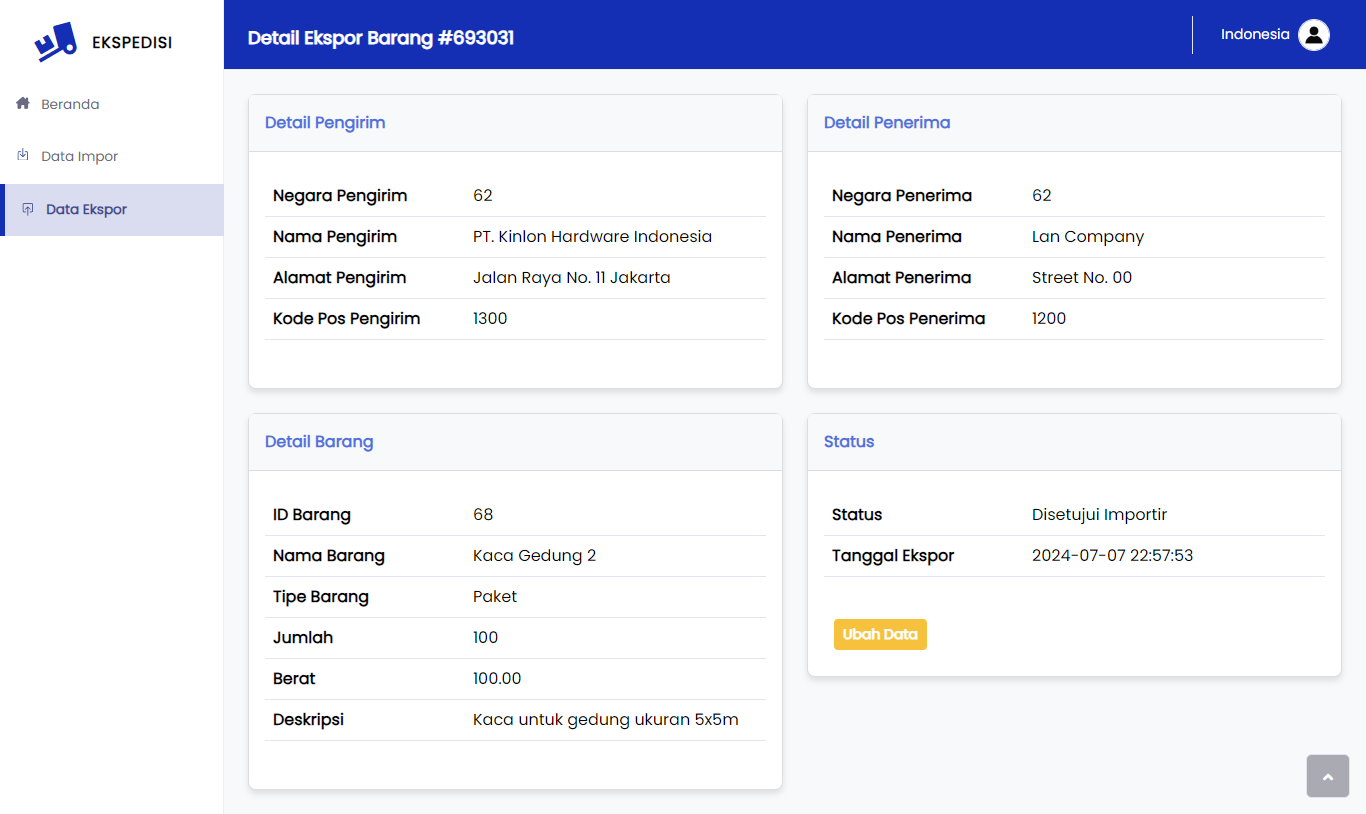 EKSPEDISI
Detail Ekspor Barang #693031
Indonesia
Beranda
Data Impor
Data Ekspor
Detail Pengirim
Negara Pengirim 62
Nama Pengirim PT. Kinlon Hardware Indonesia
Alamat Pengirim Jalan Raya No. 11 Jakarta
Kode Pos Pengirim 1300
Detail Penerima
Negara Penerima 62
Nama Penerima Lan Company
Alamat Penerima Street No. 00
Kode Pos Penerima 1200
Detail Barang
ID Barang 68
Nama Barang Kaca Gedung 2
Tipe Barang Paket
Jumlah 100
Berat 100.00
Deskripsi Kaca untuk gedung ukuran 5x5m
Status
Status Disetujui Importir
Tanggal Ekspor 2024-07-07 22:57:53
Ubah Data